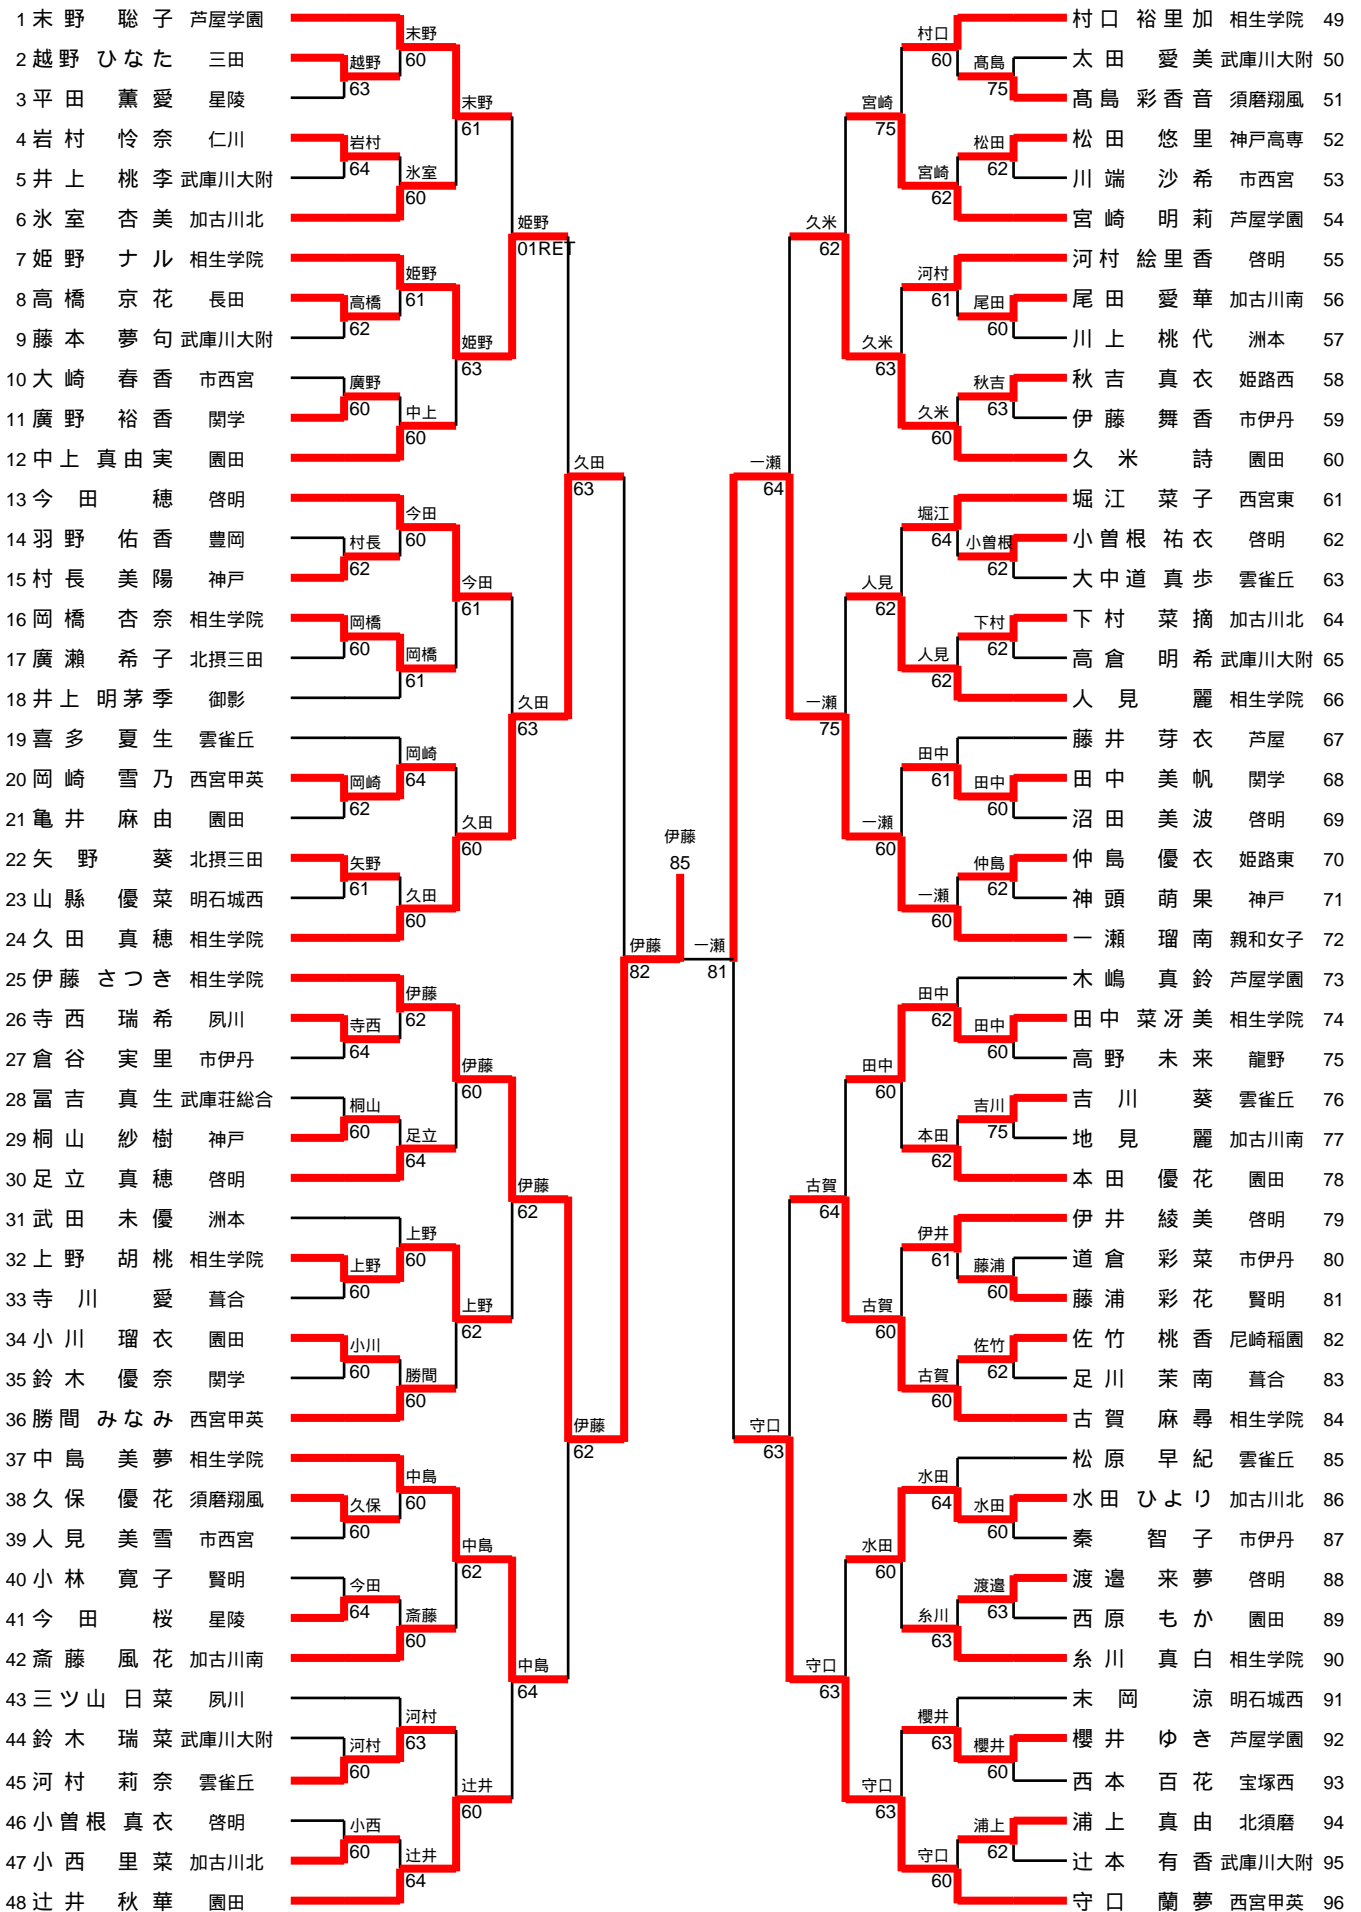 1 末野 聡子 芦屋学園
2 越野 ひなた 三田
3 平田 薫愛 星陵
4 岩村 怜奈 仁川
5 井上 桃李 武庫川大附
6 氷室 杏美 加古川北
7 姫野 ナル 相生学院
8 高橋 京花 長田
9 藤本 夢句 武庫川大附
10 大崎 春香 市西宮
11 廣野 裕香 関学
12 中上 真由実 園田
13 今田 穂 啓明
14 羽野 佑香 豊岡
15 村長 美陽 神戸
16 岡橋 杏奈 相生学院
17 廣瀬 希子 北摂三田
18 井上 明茅季 御影
19 喜多 夏生 雲雀丘
20 岡崎 雪乃 西宮甲英
21 亀井 麻由 園田
22 矢野 葵 北摂三田
23 山縣 優菜 明石城西
24 久田 真穂 相生学院
25 伊藤 さつき 相生学院
26 寺西 瑞希 夙川
27 倉谷 実里 市伊丹
28 冨吉 真生 武庫荘総合
29 桐山 紗樹 神戸
30 足立 真穂 啓明
31 武田 未優 洲本
32 上野 胡桃 相生学院
33 寺川 愛 葺合
34 小川 瑠衣 園田
35 鈴木 優奈 関学
36 勝間 みなみ 西宮甲英
37 中島 美夢 相生学院
38 久保 優花 須磨翔風
39 人見 美雪 市西宮
40 小林 寛子 賢明
41 今田 桜 星陵
42 斎藤 風花 加古川南
43 三ツ山 日菜 夙川
44 鈴木 瑞菜 武庫川大附
45 河村 莉奈 雲雀丘
46 小曽根 真衣 啓明
47 小西 里菜 加古川北
48 辻井 秋華 園田
越野
63
岩村
64
高橋
62
廣野
60
村長
62
岡橋
60
岡崎
62
矢野
61
寺西
64
桐山
60
上野
60
小川
60
久保
60
今田
64
河村
60
小西
60
末野
60
氷室
60
姫野
61
中上
60
今田
60
岡橋
61
岡崎
64
久田
60
伊藤
62
足立
64
上野
60
勝間
60
中島
60
斎藤
60
河村
63
辻井
64
末野
61
姫野
63
今田
61
久田
60
伊藤
60
上野
62
中島
62
辻井
60
姫野
01RET
久田
63
伊藤
62
中島
64
久田
63
伊藤
62
伊藤
82
伊藤
85
一瀬
81
一瀬
64
守口
63
久米
62
一瀬
75
古賀
64
守口
63
宮崎
75
久米
63
人見
62
一瀬
60
田中
60
古賀
60
水田
60
守口
63
村口
60
宮崎
62
河村
61
久米
60
堀江
64
人見
62
田中
61
一瀬
60
田中
62
本田
62
伊井
61
古賀
60
水田
64
糸川
63
櫻井
63
守口
60
髙島
75
松田
62
尾田
60
秋吉
63
小曽根
62
下村
62
田中
60
仲島
62
田中
60
吉川
75
藤浦
60
佐竹
62
水田
60
渡邉
63
櫻井
60
浦上
62
村口 裕里加 相生学院 49
太田 愛美 武庫川大附 50
髙島 彩香音 須磨翔風 51
松田 悠里 神戸高専 52
川端 沙希 市西宮 53
宮崎 明莉 芦屋学園 54
河村 絵里香 啓明 55
尾田 愛華 加古川南 56
川上 桃代 洲本 57
秋吉 真衣 姫路西 58
伊藤 舞香 市伊丹 59
久米 詩 園田 60
堀江 菜子 西宮東 61
小曽根 祐衣 啓明 62
大中道 真歩 雲雀丘 63
下村 菜摘 加古川北 64
高倉 明希 武庫川大附 65
人見 麗 相生学院 66
藤井 芽衣 芦屋 67
田中 美帆 関学 68
沼田 美波 啓明 69
仲島 優衣 姫路東 70
神頭 萌果 神戸 71
一瀬 瑠南 親和女子 72
木嶋 真鈴 芦屋学園 73
田中 菜冴美 相生学院 74
高野 未来 龍野 75
吉川 葵 雲雀丘 76
地見 麗 加古川南 77
本田 優花 園田 78
伊井 綾美 啓明 79
道倉 彩菜 市伊丹 80
藤浦 彩花 賢明 81
佐竹 桃香 尼崎稲園 82
足川 茉南 葺合 83
古賀 麻尋 相生学院 84
松原 早紀 雲雀丘 85
水田 ひより 加古川北 86
秦 智子 市伊丹 87
渡邉 来夢 啓明 88
西原 もか 園田 89
糸川 真白 相生学院 90
末岡 涼 明石城西 91
櫻井 ゆき 芦屋学園 92
西本 百花 宝塚西 93
浦上 真由 北須磨 94
辻本 有香 武庫川大附 95
守口 蘭夢 西宮甲英 96